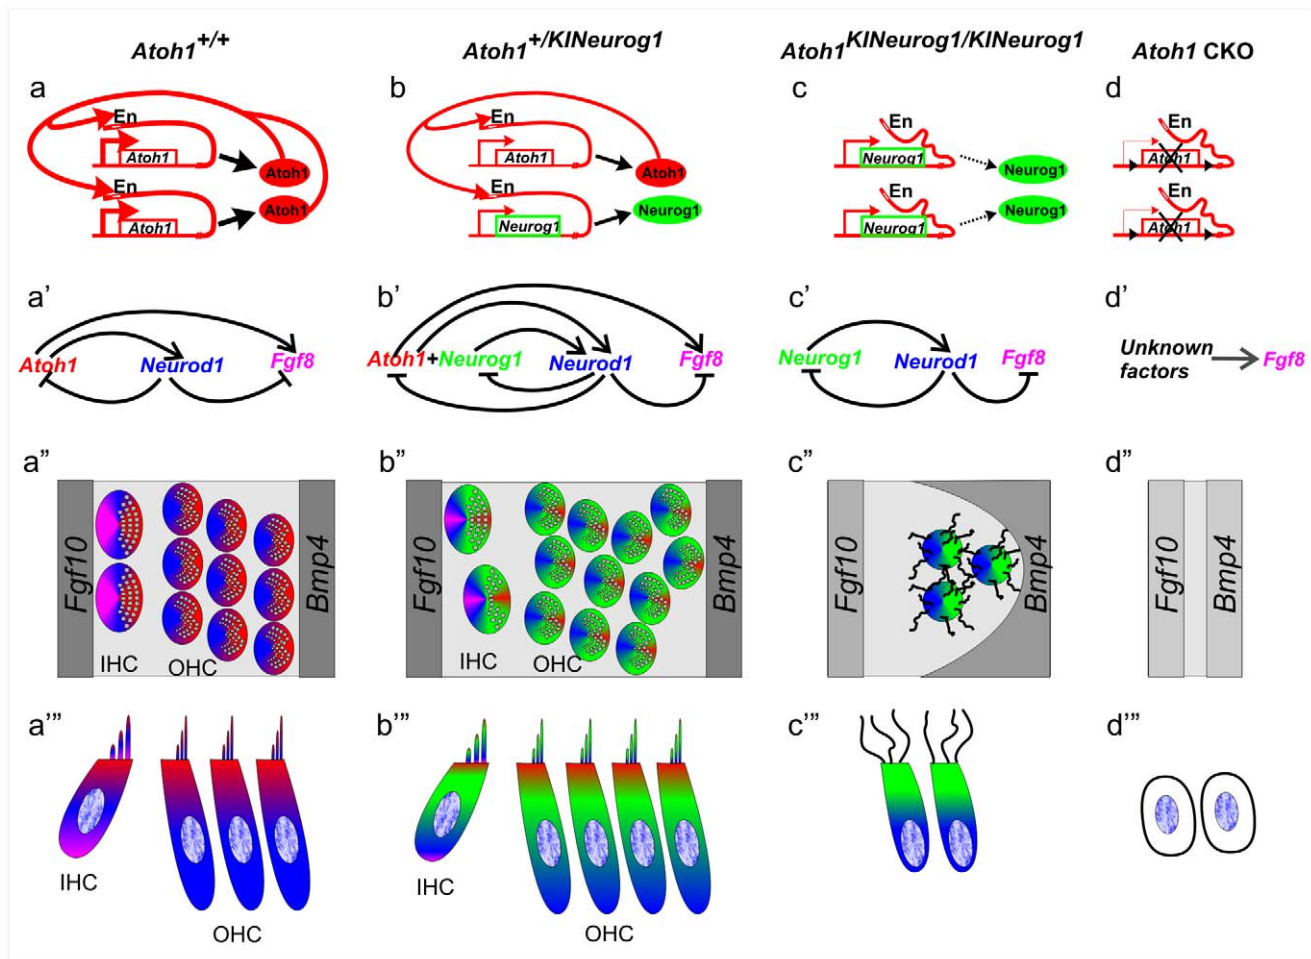 Atoh1+/+ Atoh1+/KINeurog1 Atoh1KINeurog1/KINeurog1 Atoh1 CKO
a b c d
En En En En
Atoh1 Atoh1 Atoh1 Atoh1 Neurog1 Neurog1 Atoh1
En En En En
Atoh1 Atoh1 Neurog1 Neurog1 Neurog1 Neurog1 Atoh1
a' b' c' d'
Atoh1 Neurod1 Fgf8 Atoh1+Neurog1 Neurod1 Fgf8 Neurog1 Neurod1 Fgf8 Unknown factors Fgf8
a" b" c" d"
Fgf10 Bmp4 Fgf10 Bmp4 Fgf10 Bmp4 Fgf10 Bmp4
IHC OHC IHC OHC
a"' b"' c"' d"'
IHC IHC
OHC OHC